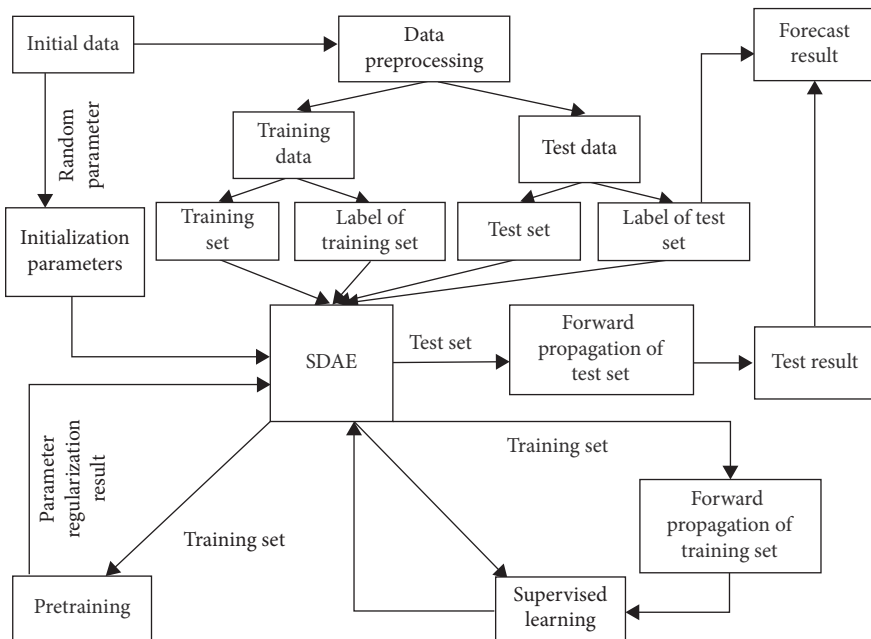 Initial data
Data
preprocessing
Forecast
result
Random
parameter
Training
data
Test data
Initialization
parameters
Training
set
Label of
training set
Test set
Label of test
set
SDAE
Test set
Forward
propagation of
test set
Test result
Parameter
regularization
result
Training set
Training set
Forward
propagation of
training set
Pretraining
Supervised
learning